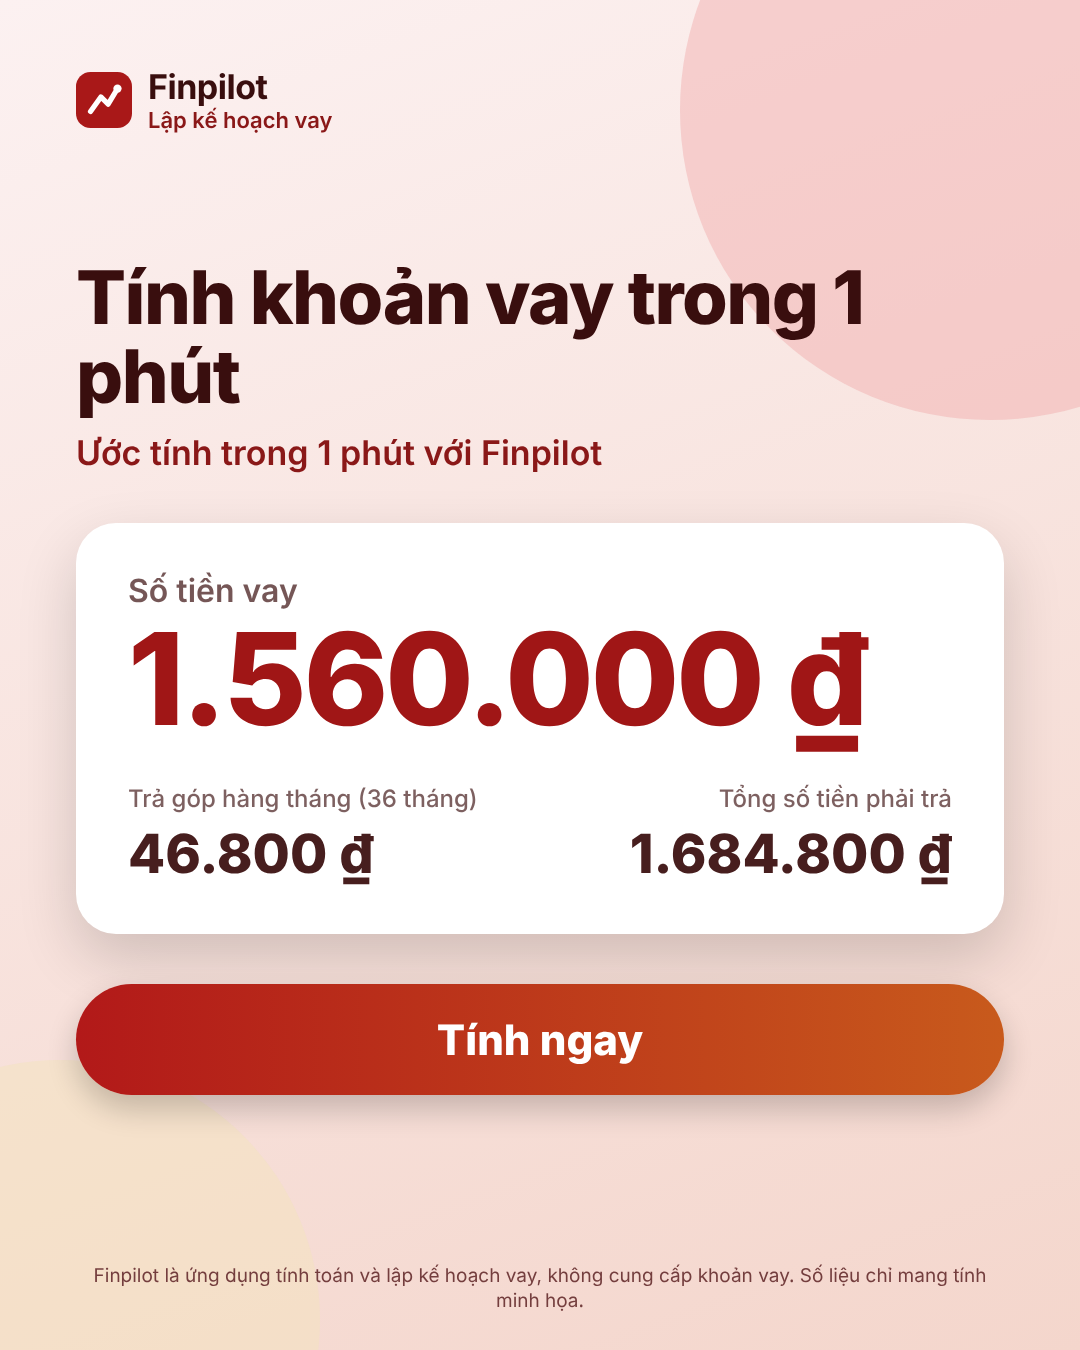 Finpilot
Lập kế hoạch vay
Tính khoản vay trong 1
phút
Ước tính trong 1 phút với Finpilot
Số tiền vay
1.560.000 ₫
Trả góp hàng tháng (36 tháng)
Tổng số tiền phải trả
46.800 ₫
1.684.800 ₫
Tính ngay
Finpilot là ứng dụng tính toán và lập kế hoạch vay, không cung cấp khoản vay. Số liệu chỉ mang tính
minh họa.